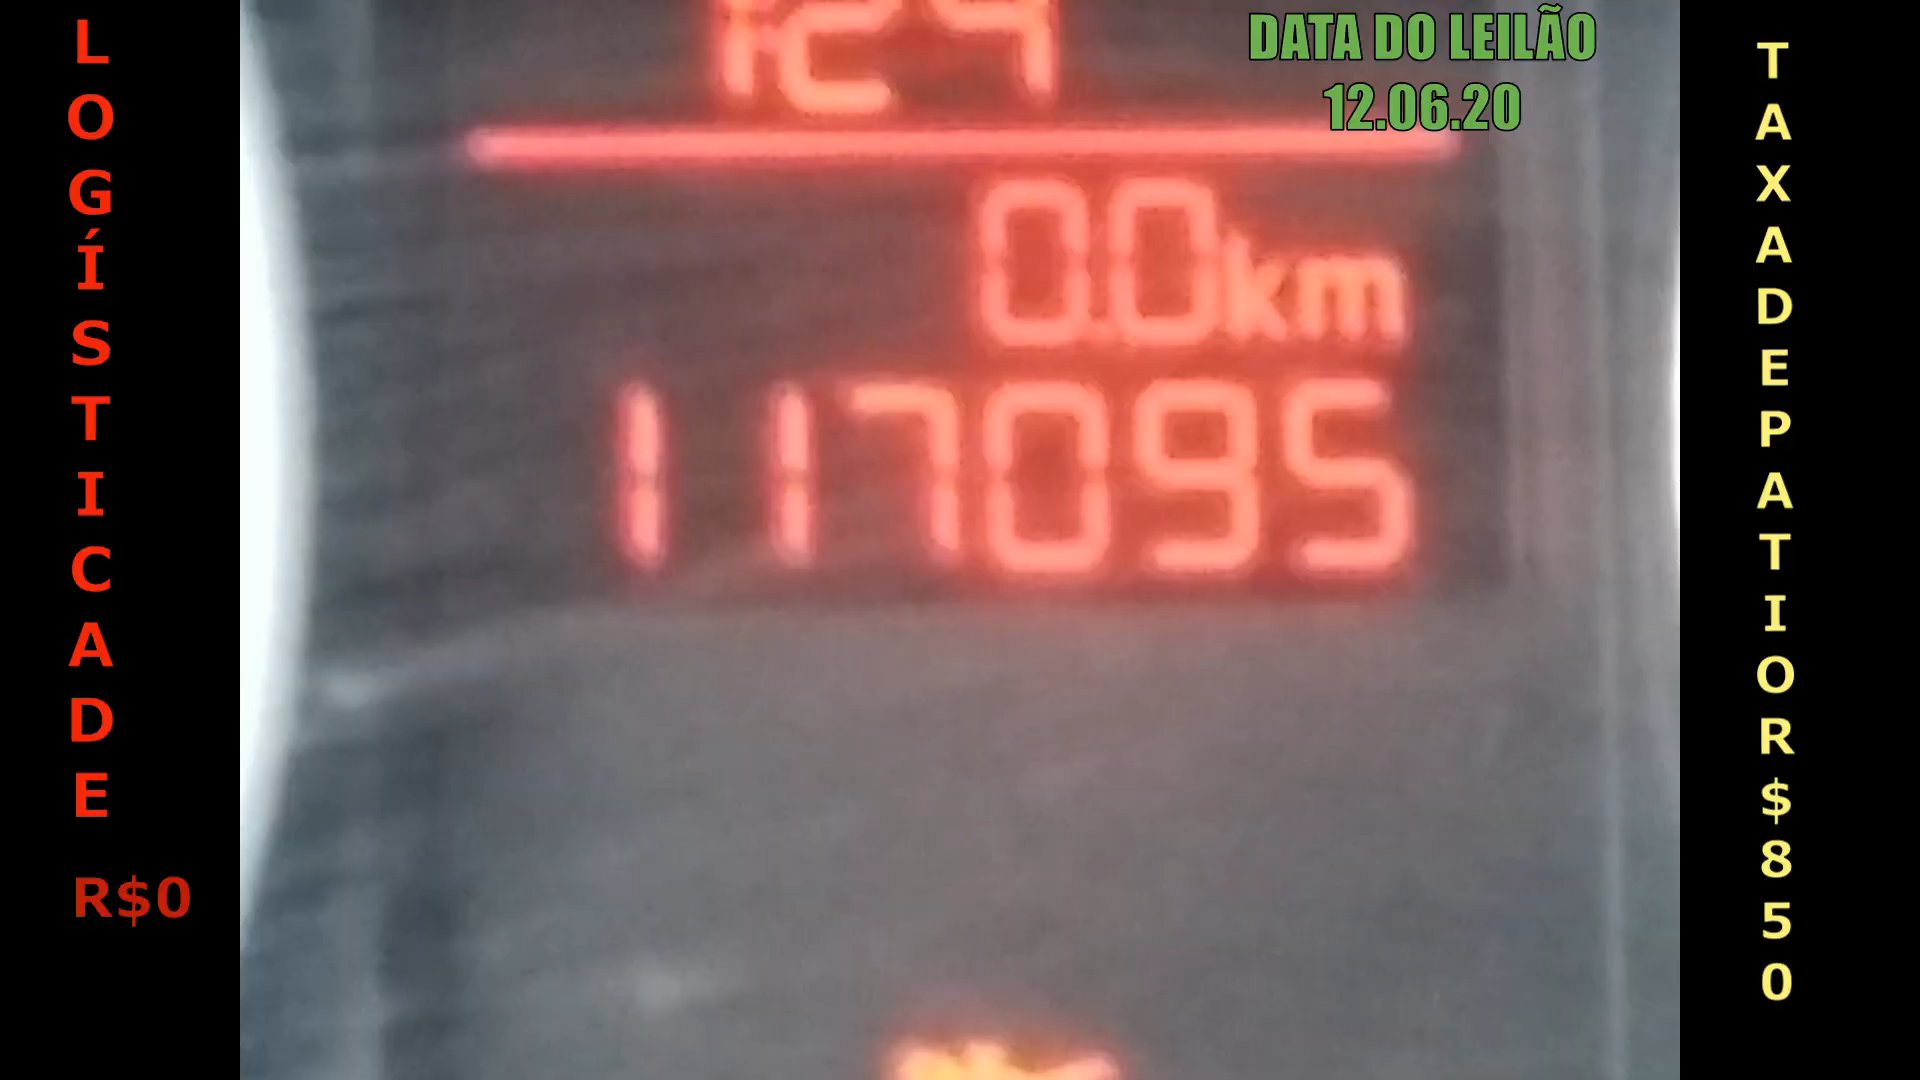 LOGÍSTICA DE
R$0
DATA DO LEILÃO
12.06.20
0.0km
117095
TAXA DE PATIO R$850